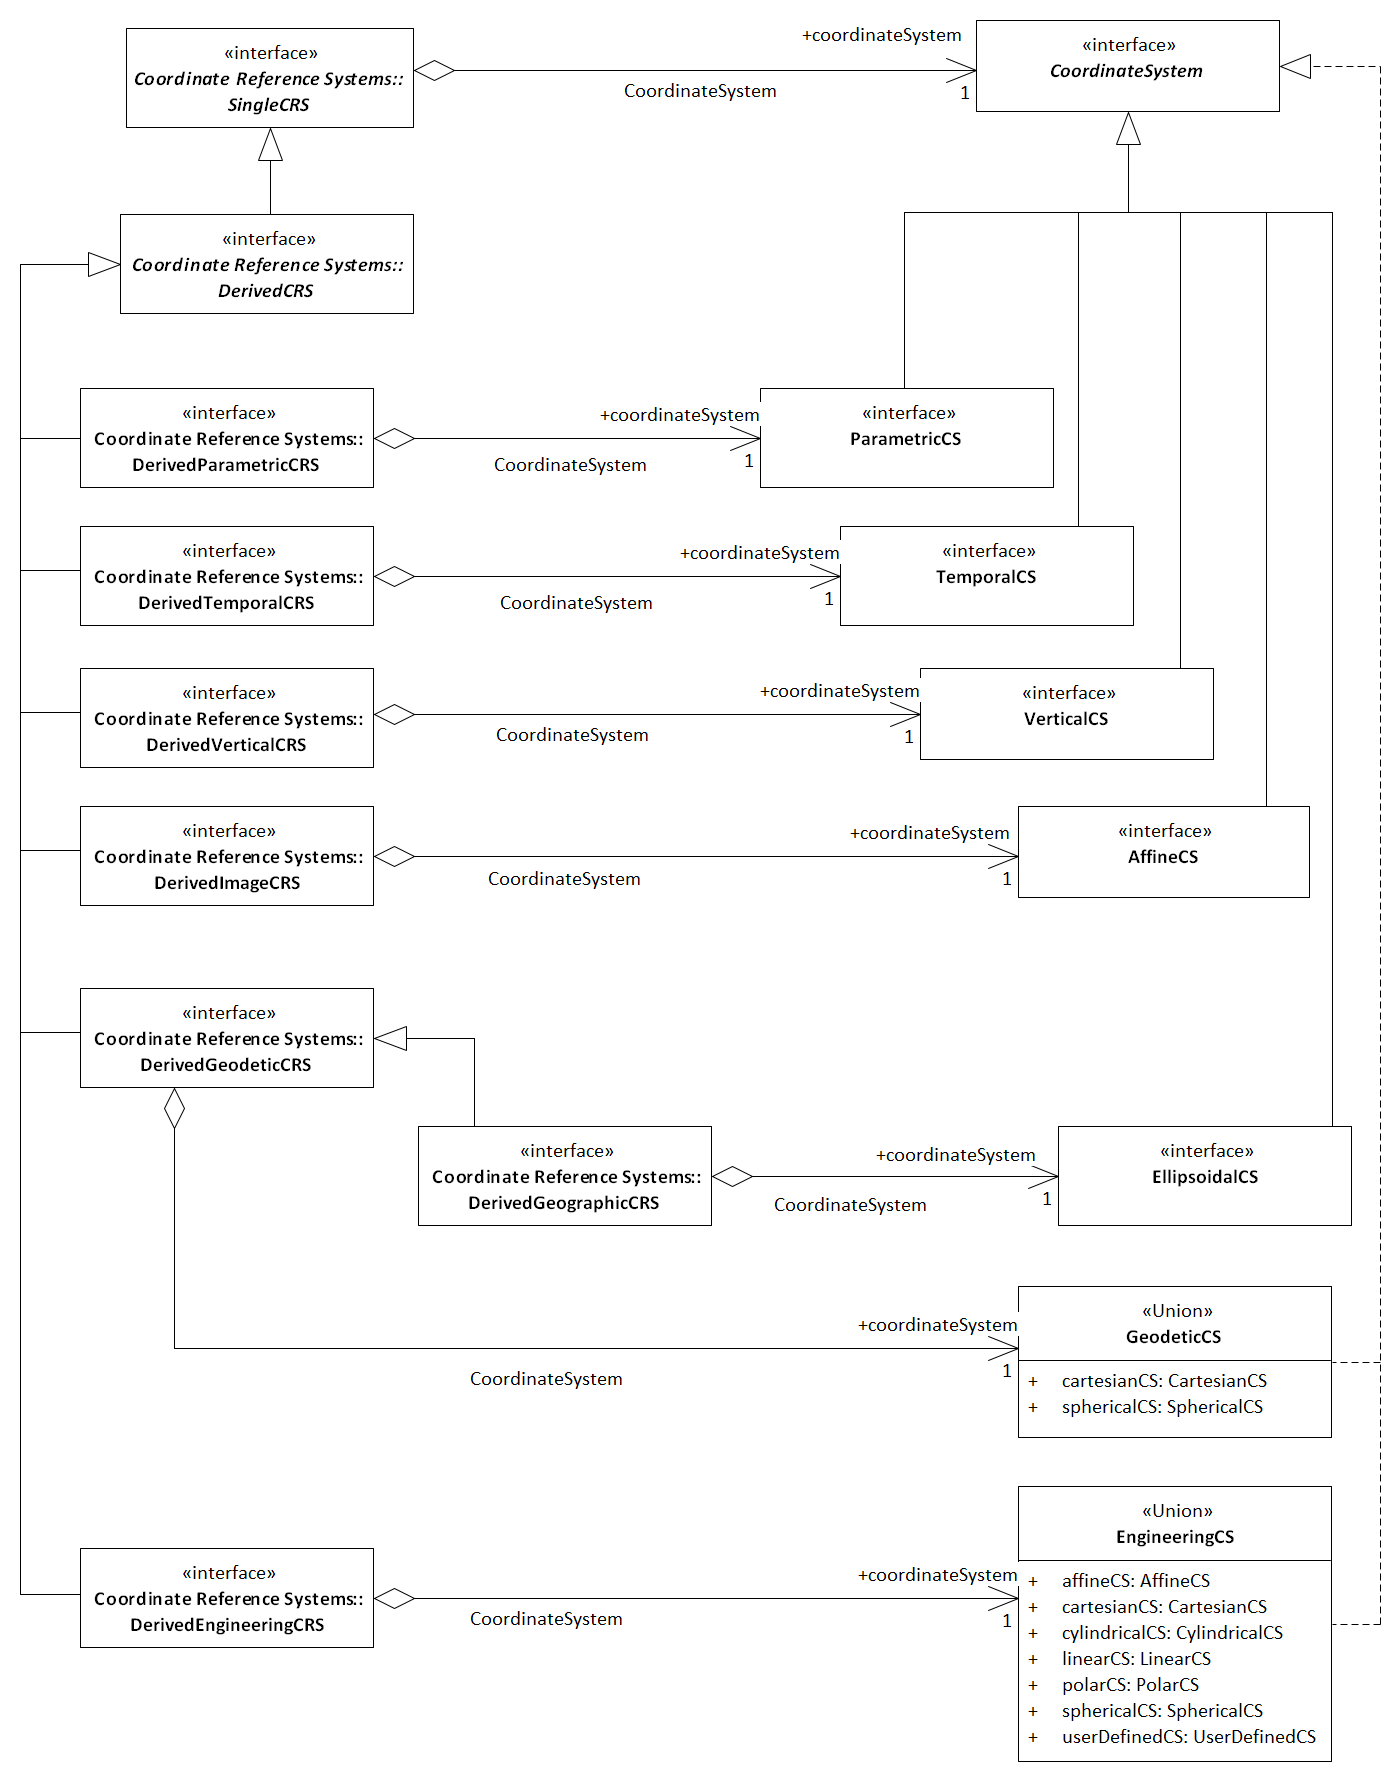 «interface»
Coordinate Reference Systems::
SingleCRS
+coordinateSystem
CoordinateSystem
1
«interface»
CoordinateSystem
«interface»
Coordinate Reference Systems::
DerivedCRS
«interface»
Coordinate Reference Systems::
DerivedParametricCRS
+coordinateSystem
CoordinateSystem
1
«interface»
ParametricCS
«interface»
Coordinate Reference Systems::
DerivedTemporalCRS
+coordinateSystem
CoordinateSystem
1
«interface»
TemporalCS
«interface»
Coordinate Reference Systems::
DerivedVerticalCRS
+coordinateSystem
CoordinateSystem
1
«interface»
VerticalCS
«interface»
Coordinate Reference Systems::
DerivedImageCRS
+coordinateSystem
CoordinateSystem
1
«interface»
AffineCS
«interface»
Coordinate Reference Systems::
DerivedGeodeticCRS
«interface»
Coordinate Reference Systems::
DerivedGeographicCRS
+coordinateSystem
CoordinateSystem
1
«interface»
EllipsoidalCS
+coordinateSystem
CoordinateSystem
1
«Union»
GeodeticCS
+ cartesianCS: CartesianCS
+ sphericalCS: SphericalCS
«interface»
Coordinate Reference Systems::
DerivedEngineeringCRS
+coordinateSystem
CoordinateSystem
1
«Union»
EngineeringCS
+ affineCS: AffineCS
+ cartesianCS: CartesianCS
+ cylindricalCS: CylindricalCS
+ linearCS: LinearCS
+ polarCS: PolarCS
+ sphericalCS: SphericalCS
+ userDefinedCS: UserDefinedCS